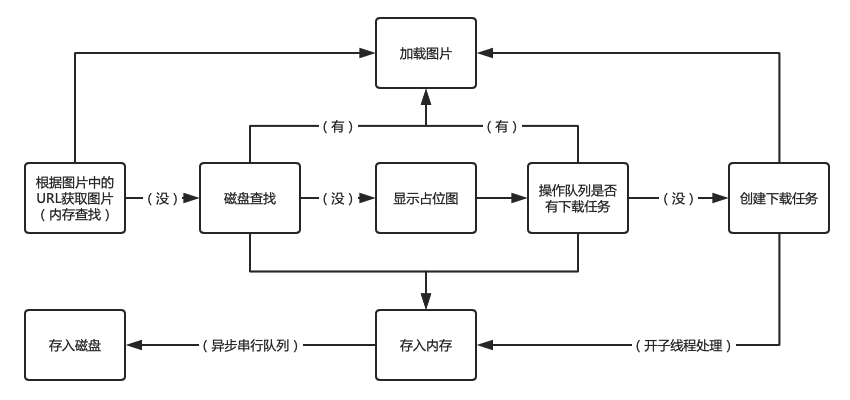 加载图片
（有）
（有）
根据图片中的
URL获取图片
（内存查找）
（没）
磁盘查找
（没）
显示占位图
操作队列是否
有下载任务
（没）
创建下载任务
存入磁盘
（异步串行队列）
存入内存
（开子线程处理）